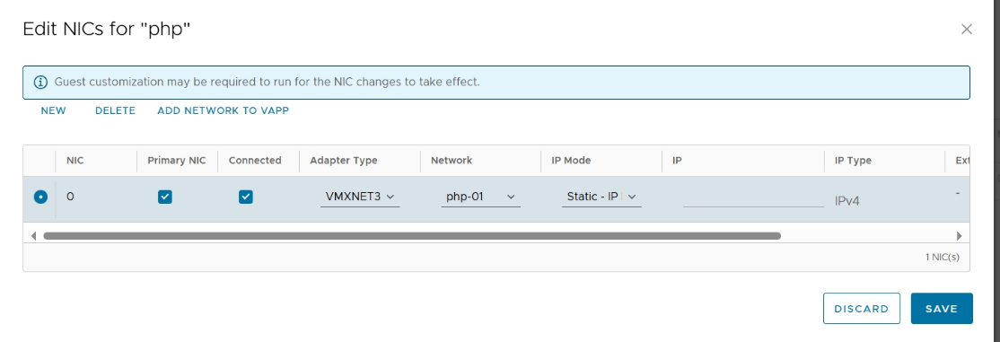 Edit NICs for "php"
Guest customization may be required to run for the NIC changes to take effect.
NEW DELETE ADD NETWORK TO VAPP
NIC Primary NIC Connected Adapter Type Network IP Mode IP IP Type Ext
0 VMXNET3 php-01 Static - IP IPv4 -
1 NIC(s)
DISCARD SAVE